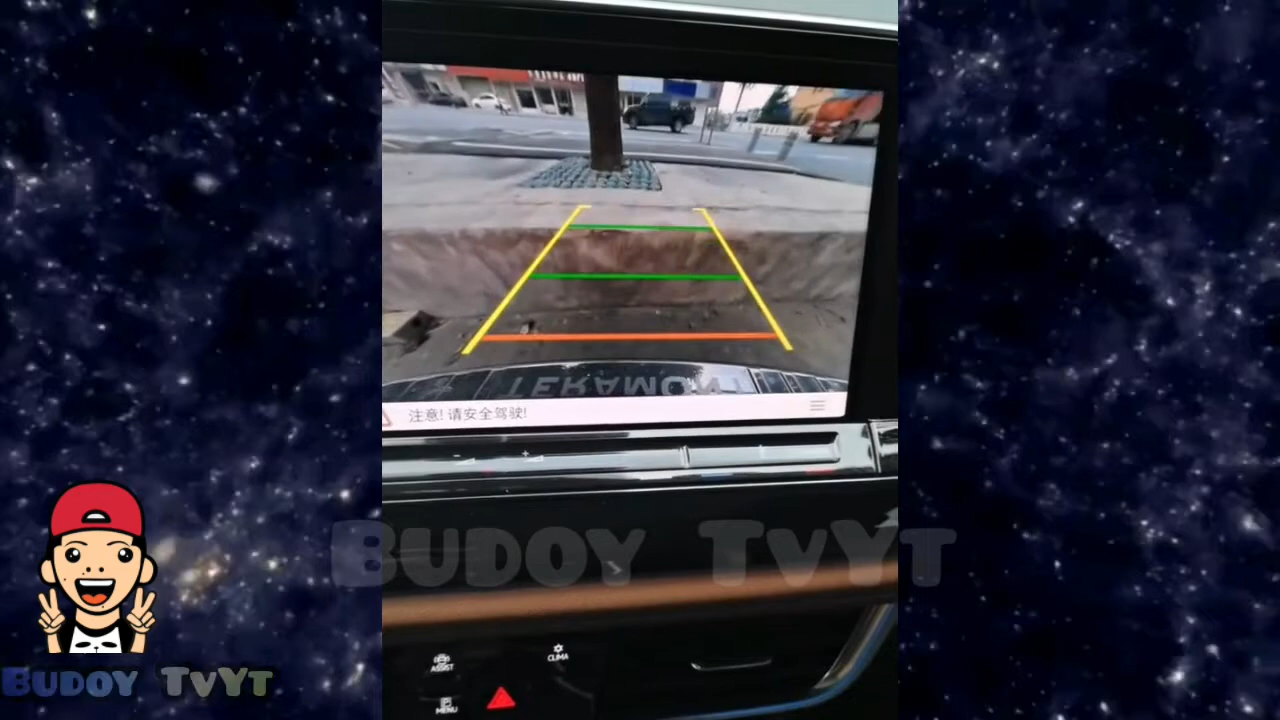 TERAMONT
注意! 请安全驾驶!
BUDOY TVYT
CLIMA
ASSIST
MENU
BUDOY TVYT